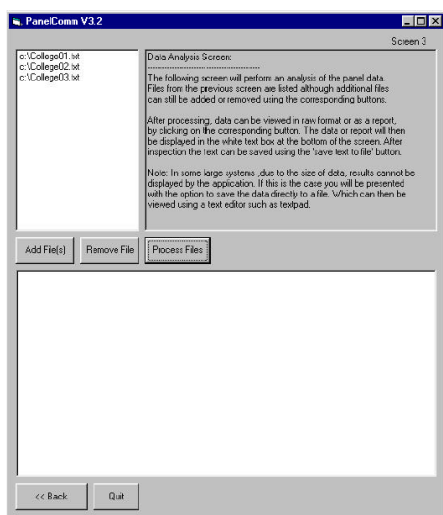 PanelComm V3.2
Screen 3
c:\College01.txt
c:\College02.txt
c:\College03.txt
Data Analysis Screen:
----------------------------------------
The following screen will perform an analysis of the panel data.
Files from the previous screen are listed although additional files
can still be added or removed using the corresponding buttons.
After processing, data can be viewed in raw format or as a report,
by clicking on the corresponding button. The data or report will then
be displayed in the white text box at the bottom of the screen. After
inspection the text can be saved using the 'save text to file' button.
Note: In some large systems ,due to the size of data, results cannot be
displayed by the application. If this is the case you will be presented
with the option to save the data directly to a file. Which can then be
viewed using a text editor such as textpad.
Add File(s)
Remove File
Process Files
<< Back
Quit